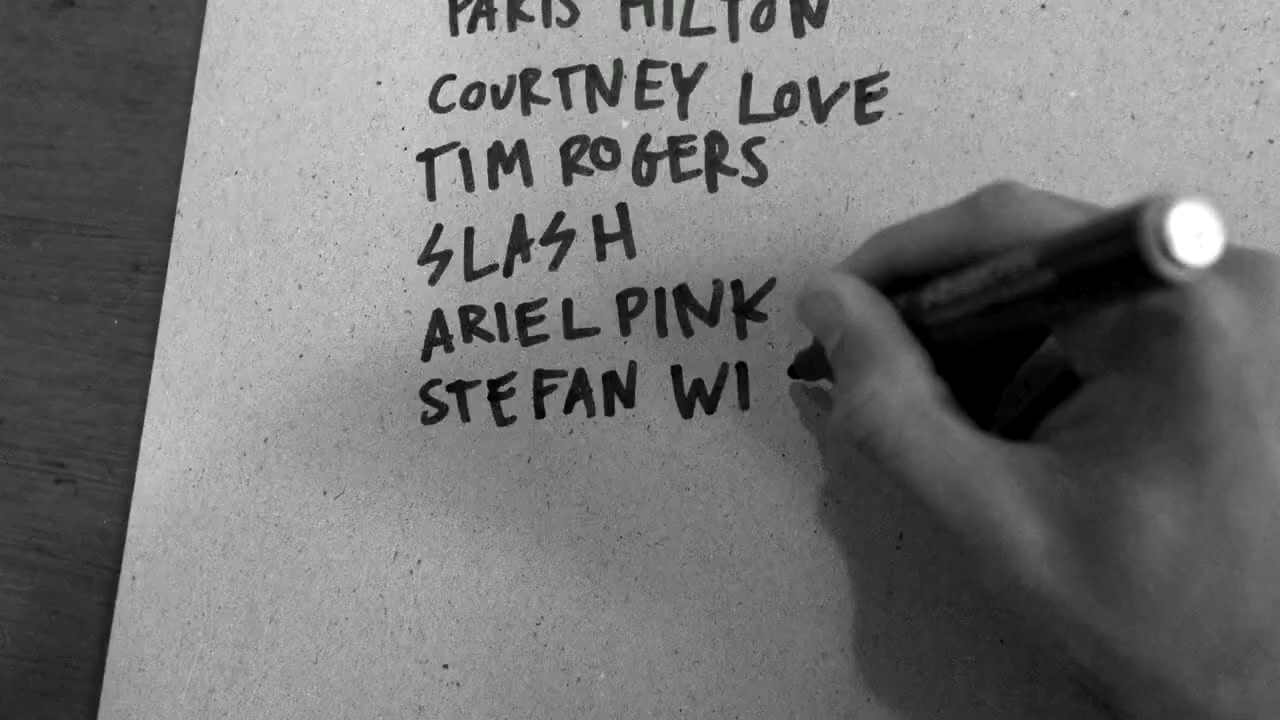 PARIS HILTON
COURTNEY LOVE
TIM ROGERS
SLASH
ARIEL PINK
STEFAN WI